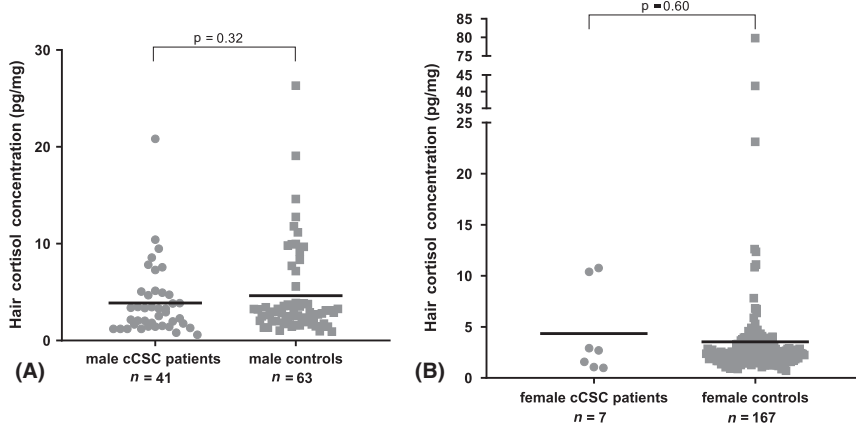 p = 0.32
30
20
10
0
Hair cortisol concentration (pg/mg)
male cCSC patients
n = 41
male controls
n = 63
(A)
p = 0.60
85
80
75
45
40
35
25
20
15
10
5
0
Hair cortisol concentration (pg/mg)
female cCSC patients
n = 7
female controls
n = 167
(B)